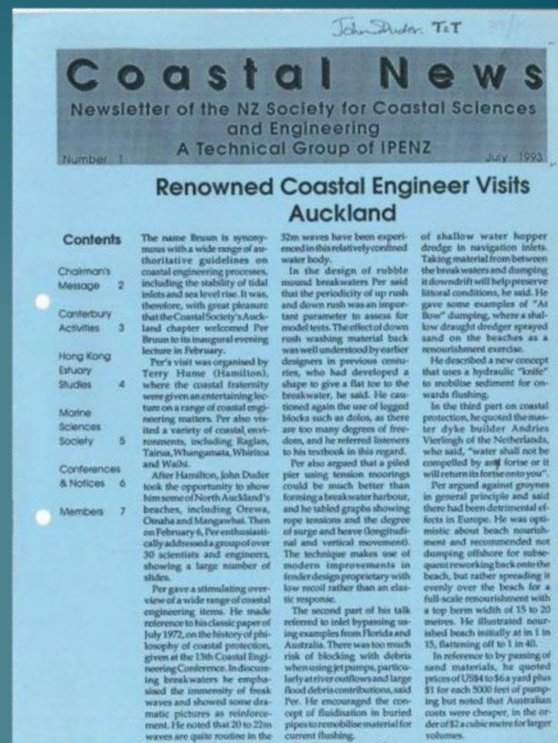 John Duder. T&T
Coastal News
Newsletter of the NZ Society for Coastal Sciences
and Engineering
A Technical Group of IPENZ
Number 1
July 1993
Renowned Coastal Engineer Visits
Auckland
Contents
Chairman's
Message 2
Canterbury
Activities 3
Hong Kong
Estuary
Studies 4
Marine
Sciences
Society 5
Conferences
& Notices 6
Members 7
The name Bruun is synony-
mous with a wide range of au-
thoritative guidelines on
coastal engineering processes,
including the stability of tidal
inlets and sea level rise. It was,
therefore, with great pleasure
that the Coastal Society's Auck-
land chapter welcomed Per
Bruun to its inaugural evening
lecture in February.
Per's visit was organised by
Terry Hume (Hamilton),
where the coastal fraternity
were given an entertaining lec-
ture on a range of coastal engi-
neering matters. Per also vis-
ited a variety of coastal envi-
ronments, including Raglan,
Tairua, Whangamata, Whiritoa
and Waihi.
After Hamilton, John Duder
took the opportunity to show
him some of North Auckland's
beaches, including Orewa,
Omaha and Mangawhai. Then
on February 6, Per enthusiasti-
cally addressed a group of over
30 scientists and engineers,
showing a large number of
slides.
Per gave a stimulating over-
view of a wide range of coastal
engineering items. He made
reference to his classic paper of
July 1972, on the history of phi-
losophy of coastal protection,
given at the 13th Coastal Engi-
neering Conference. In discuss-
ing breakwaters he empha-
sised the immensity of freak
waves and showed some dra-
matic pictures as reinforce-
ment. He noted that 20 to 22m
waves are quite routine in the
32m waves have been experi-
enced in this relatively confined
water body.
In the design of rubble
mound breakwaters Per said
that the periodicity of up rush
and down rush was an impor-
tant parameter to assess for
model tests. The effect of down
rush washing material back
was well understood by earlier
designers in previous centu-
ries, who had developed a
shape to give a flat toe to the
breakwater, he said. He cau-
tioned again the use of legged
blocks such as dolos, as there
are too many degrees of free-
dom, and he referred listeners
to his textbook in this regard.
Per also argued that a piled
pier using tension moorings
could be much better than
forming a breakwater harbour,
and he tabled graphs showing
rope tensions and the degree
of surge and heave (longitudi-
nal and vertical movement).
The technique makes use of
modern improvements in
fender design proprietary with
low recoil rather than an elas-
tic response.
The second part of his talk
referred to inlet bypassing us-
ing examples from Florida and
Australia. There was too much
risk of blocking with debris
when using jet pumps, particu-
larly at river outflows and large
flood debris contributions, said
Per. He encouraged the con-
cept of fluidisation in buried
pipes to remobilise material for
current flushing.
of shallow water hopper
dredge in navigation inlets.
Taking material from between
the breakwaters and dumping
it downdrift will help preserve
littoral conditions, he said. He
gave some examples of "At
flow" dumping, where a shal-
low draught dredger sprayed
sand on the beaches as a
renourishment exercise.
He described a new concept
that uses a hydraulic "knife"
to mobilise sediment for on-
wards flushing.
In the third part on coastal
protection, he quoted the mas-
ter dyke builder Andries
Vierlingh of the Netherlands,
who said, "water shall not be
compelled by any fortse or it
will return its fortse onto you".
Per argued against groynes
in general principle and said
there had been detrimental ef-
fects in Europe. He was opti-
mistic about beach nourish-
ment and recommended not
dumping offshore for subse-
quent reworking back onto the
beach, but rather spreading it
evenly over the beach for a
full-scale renourishment with
a top berm width of 15 to 20
metres. He illustrated nour-
ished beach initially at in 1 in
15, flattening off to 1 in 40.
In reference to by passing of
sand materials, he quoted
prices of US$4 to $6 a yard plus
$1 for each 5000 feet of pump-
ing but noted that Australian
costs were cheaper, in the or-
der of $2 a cubic metre for larger
volumes.